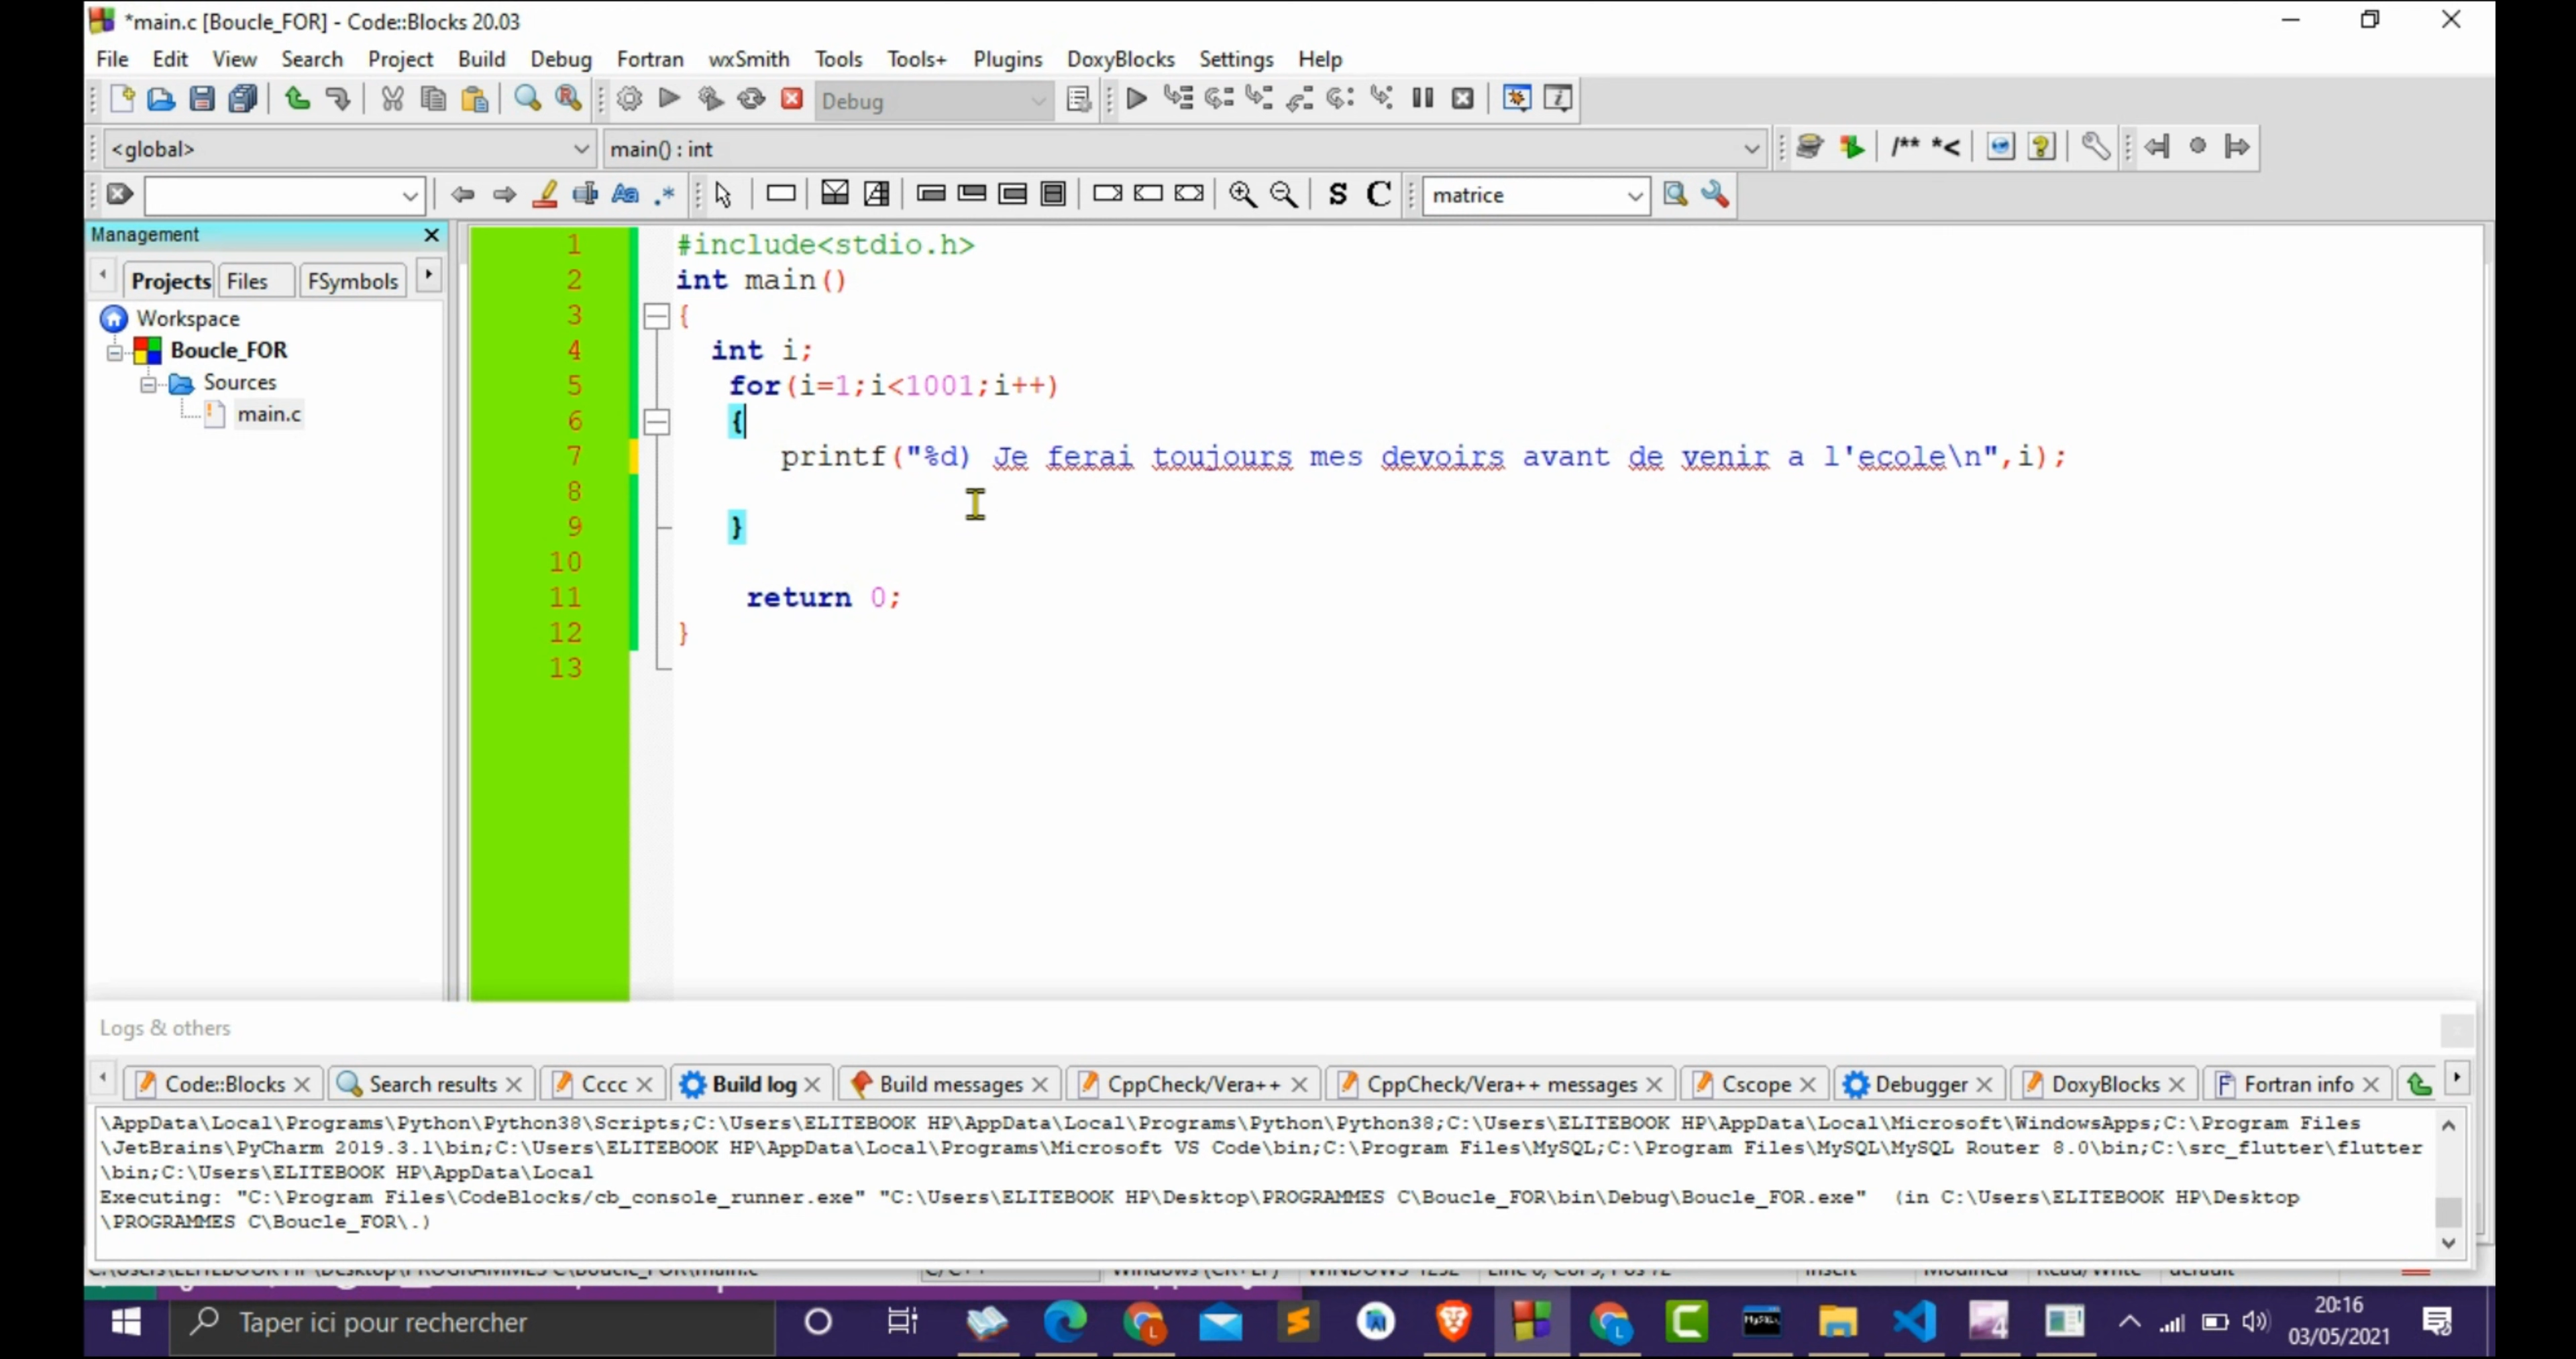 *main.c [Boucle_FOR] - Code::Blocks 20.03
File Edit View Search Project Build Debug Fortran wxSmith Tools Tools+ Plugins DoxyBlocks Settings Help
Debug
<global> main() : int
/** *<
S C matrice
Management
Projects Files FSymbols
Workspace
Boucle_FOR
Sources
main.c
1 #include<stdio.h>
2 int main()
3 {
4 int i;
5 for(i=1;i<1001;i++)
6 {
7 printf("%d) Je ferai toujours mes devoirs avant de venir a l'ecole\n",i);
8
9 }
10
11 return 0;
12 }
13
Logs & others
Code::Blocks Search results Cccc Build log Build messages CppCheck/Vera++ CppCheck/Vera++ messages Cscope Debugger DoxyBlocks Fortran info
\AppData\Local\Programs\Python\Python38\Scripts;C:\Users\ELITEBOOK HP\AppData\Local\Programs\Python\Python38;C:\Users\ELITEBOOK HP\AppData\Local\Microsoft\WindowsApps;C:\Program Files
\JetBrains\PyCharm 2019.3.1\bin;C:\Users\ELITEBOOK HP\AppData\Local\Programs\Microsoft VS Code\bin;C:\Program Files\MySQL;C:\Program Files\MySQL\MySQL Router 8.0\bin;C:\src_flutter\flutter
\bin;C:\Users\ELITEBOOK HP\AppData\Local
Executing: "C:\Program Files\CodeBlocks/cb_console_runner.exe" "C:\Users\ELITEBOOK HP\Desktop\PROGRAMMES C\Boucle_FOR\bin\Debug\Boucle_FOR.exe" (in C:\Users\ELITEBOOK HP\Desktop
\PROGRAMMES C\Boucle_FOR\.)
Taper ici pour rechercher
20:16
03/05/2021